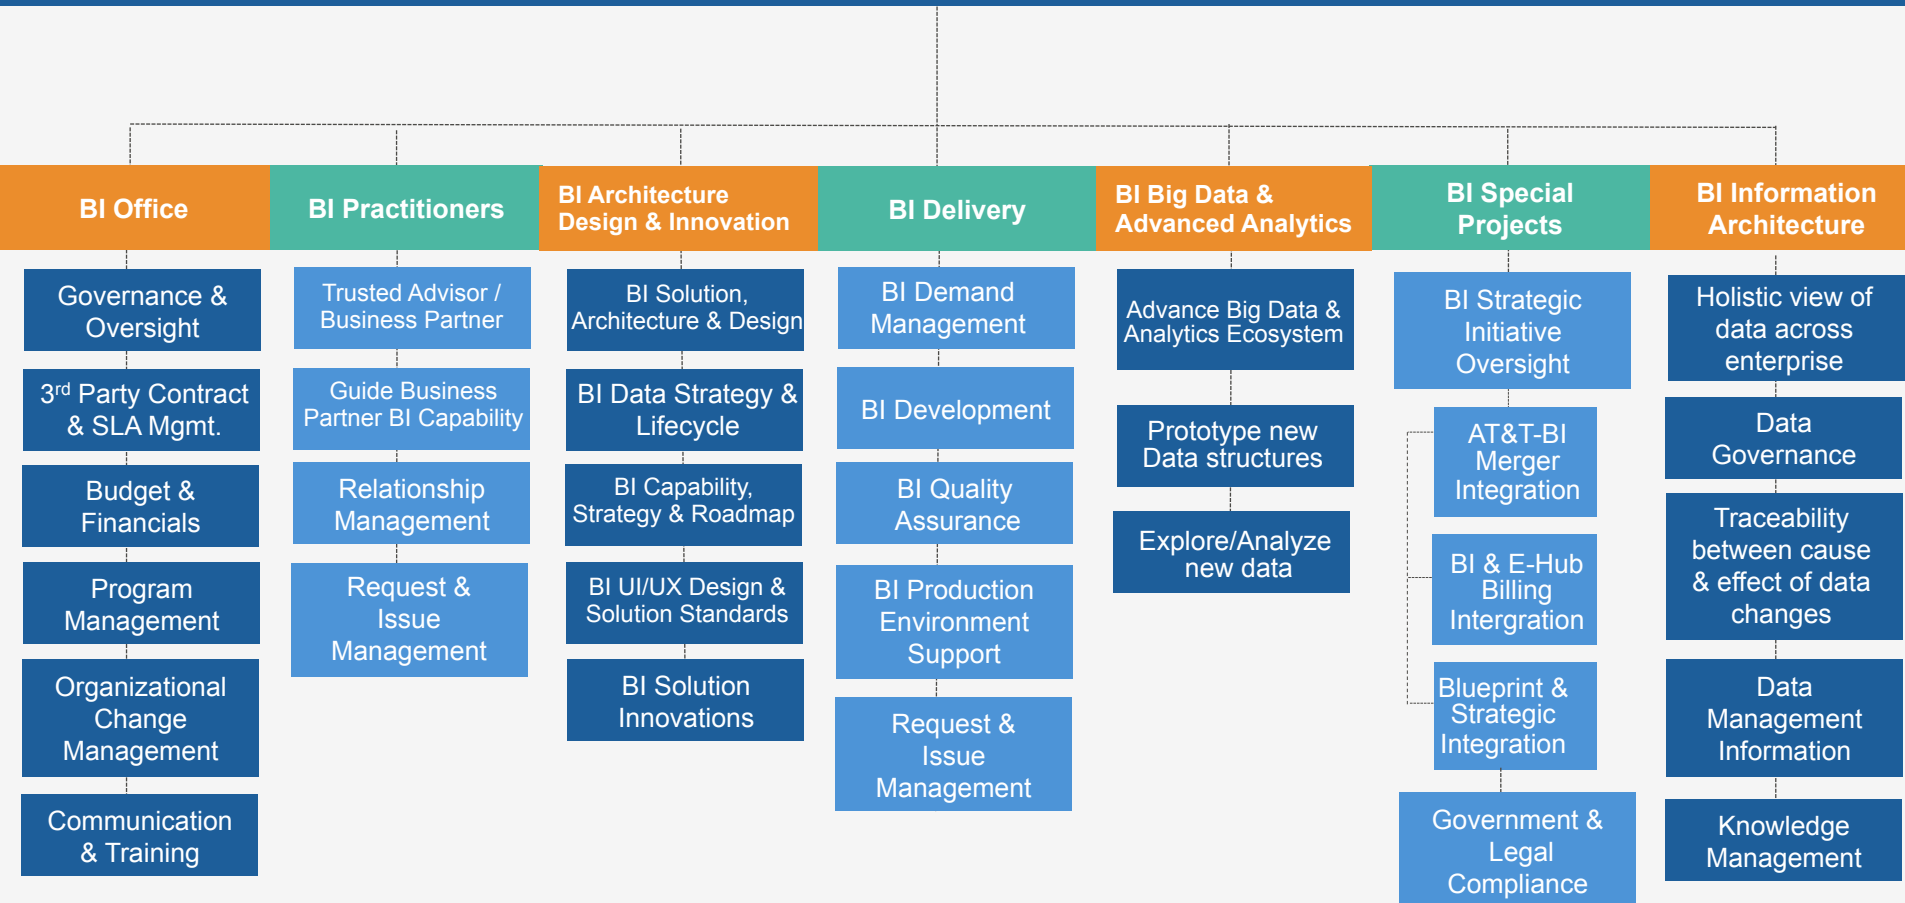 BI Office
Governance &
Oversight
3rd Party Contract
& SLA Mgmt.
Budget &
Financials
Program
Management
Organizational
Change
Management
Communication
& Training
BI Practitioners
Trusted Advisor /
Business Partner
Guide Business
Partner BI Capability
Relationship
Management
Request &
Issue
Management
BI Architecture
Design & Innovation
BI Solution,
Architecture & Design
BI Data Strategy &
Lifecycle
BI Capability,
Strategy & Roadmap
BI UI/UX Design &
Solution Standards
BI Solution
Innovations
BI Delivery
BI Demand
Management
BI Development
BI Quality
Assurance
BI Production
Environment
Support
Request &
Issue
Management
BI Big Data &
Advanced Analytics
Advance Big Data &
Analytics Ecosystem
Prototype new
Data structures
Explore/Analyze
new data
BI Special
Projects
BI Strategic
Initiative
Oversight
AT&T-BI
Merger
Integration
BI & E-Hub
Billing
Intergration
Blueprint &
Strategic
Integration
Government &
Legal
Compliance
BI Information
Architecture
Holistic view of
data across
enterprise
Data
Governance
Traceability
between cause
& effect of data
changes
Data
Management
Information
Knowledge
Management